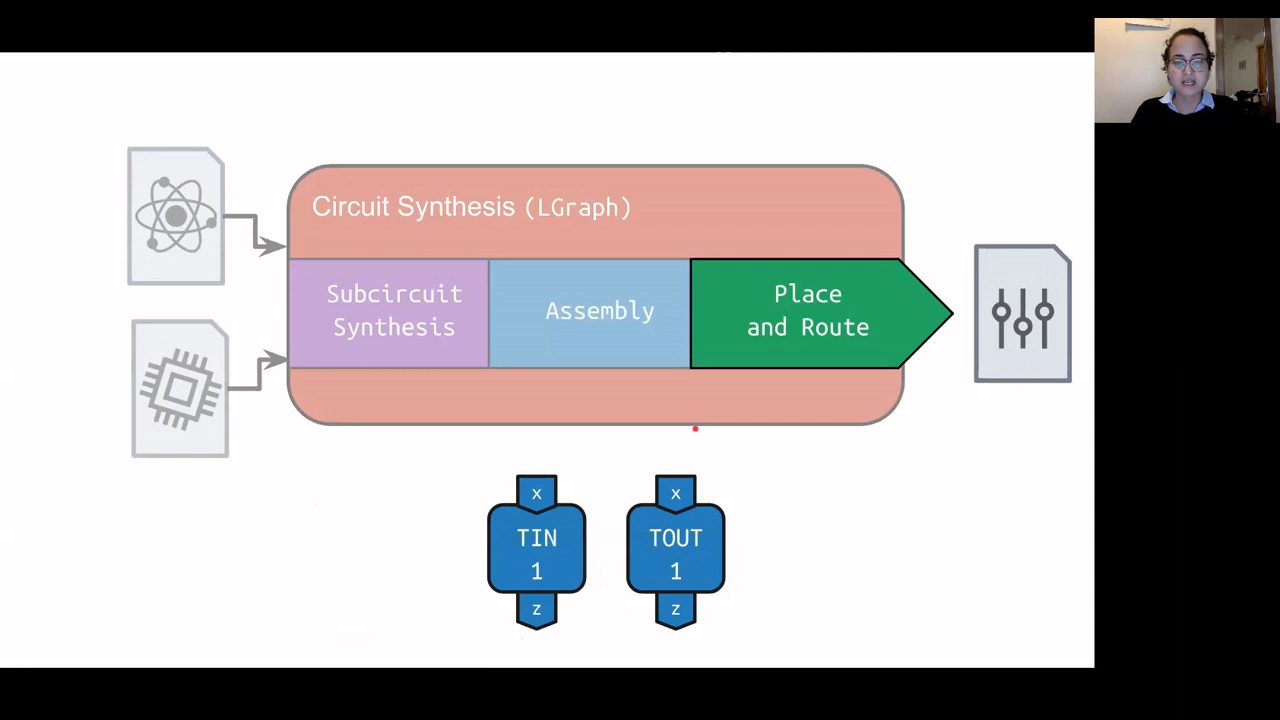 Circuit Synthesis (LGraph)
Subcircuit
Synthesis
Assembly
Place
and Route
x
TIN
1
z
x
TOUT
1
z